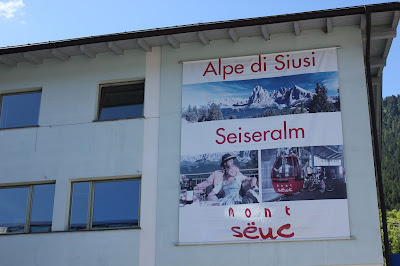 Alpe di Siusi
Seiseralm
mont
sëuc